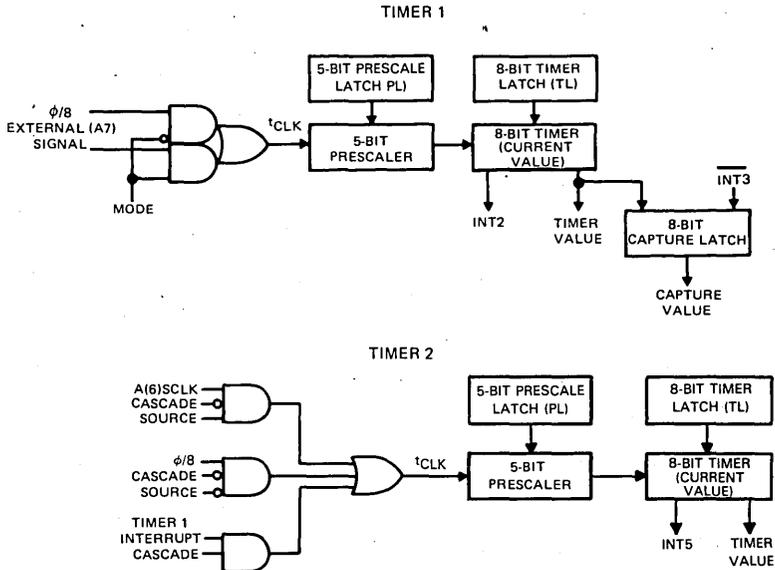 TIMER 1
5-BIT PRESCALE
LATCH PL)
8-BIT TIMER
LATCH (TL)
ϕ/8
EXTERNAL (A7)
SIGNAL
tCLK
5-BIT
PRESCALER
8-BIT TIMER
(CURRENT
VALUE)
MODE
INT2
TIMER
VALUE
INT3
8-BIT
CAPTURE LATCH
CAPTURE
VALUE
TIMER 2
A(6)SCLK
CASCADE
SOURCE
ϕ/8
CASCADE
SOURCE
TIMER 1
INTERRUPT
CASCADE
tCLK
5-BIT PRESCALE
LATCH (PL)
8-BIT TIMER
LATCH (TL)
5-BIT
PRESCALER
8-BIT TIMER
(CURRENT
VALUE)
INT5
TIMER
VALUE